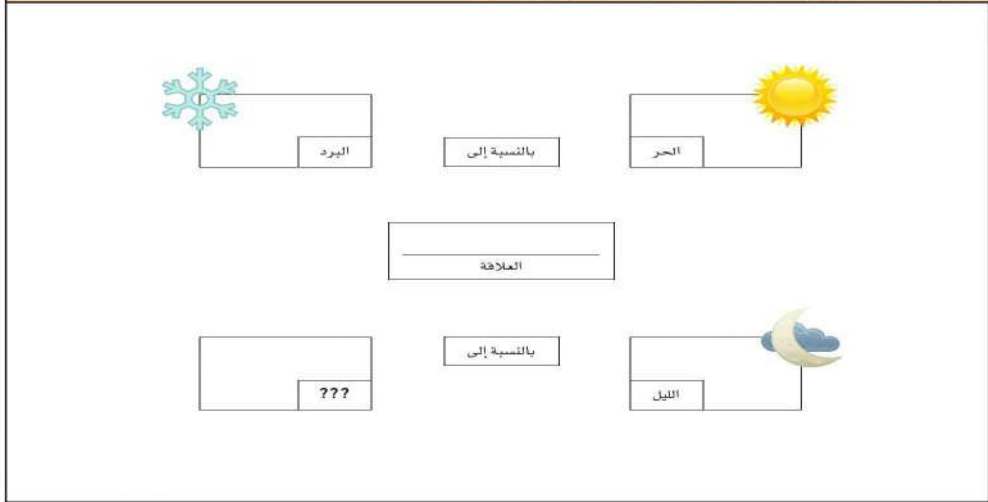 الحر
بالنسبة إلى
البرد
العلاقة
الليل
بالنسبة إلى
???